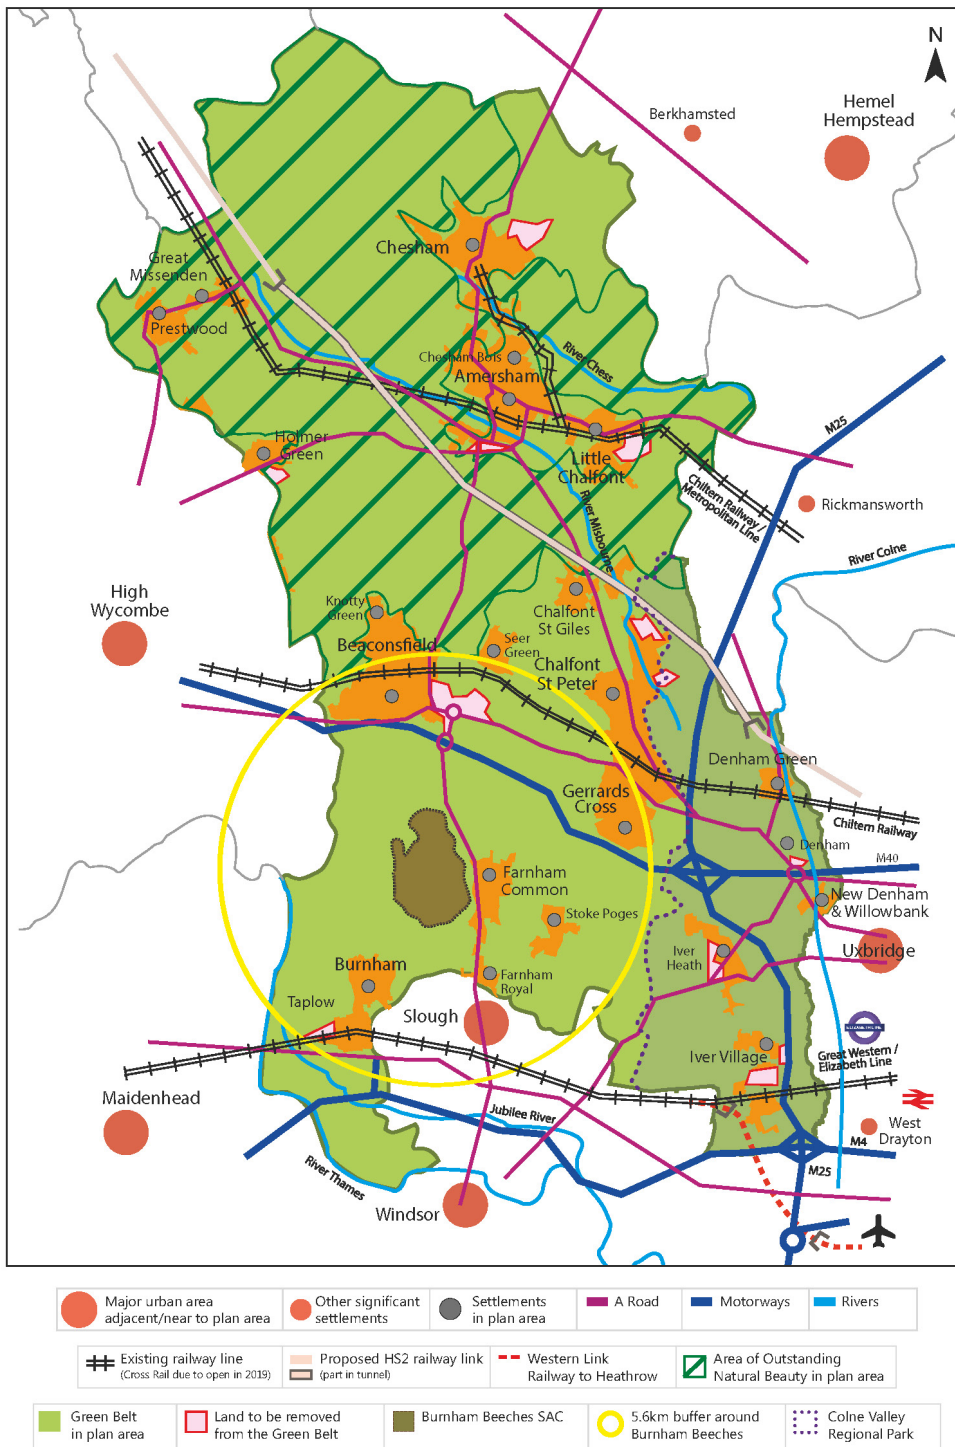 N
Berkhamsted
Hemel
Hempstead
Chesham
Great
Missenden
Prestwood
Chesham Bois
Amersham
River Chess
M25
Holmer
Green
Little
Chalfont
Chiltern Railway /
Metropolitan Line
Rickmansworth
River Misbourne
River Colne
High
Wycombe
Knotty
Green
Chalfont
St Giles
Beaconsfield
Seer
Green
Chalfont
St Peter
Denham Green
Gerrards
Cross
Chiltern Railway
Denham
M40
Farnham
Common
New Denham
& Willowbank
Stoke Poges
Iver
Heath
Uxbridge
Burnham
Farnham
Royal
Taplow
Slough
Iver Village
Great Western /
Elizabeth Line
Maidenhead
Jubilee River
West
Drayton
M4
M25
River Thames
Windsor
Major urban area
adjacent/near to plan area
Other significant
settlements
Settlements
in plan area
A Road
Motorways
Rivers
Existing railway line
(Cross Rail due to open in 2019)
Proposed HS2 railway link
(part in tunnel)
Western Link
Railway to Heathrow
Area of Outstanding
Natural Beauty in plan area
Green Belt
in plan area
Land to be removed
from the Green Belt
Burnham Beeches SAC
5.6km buffer around
Burnham Beeches
Colne Valley
Regional Park